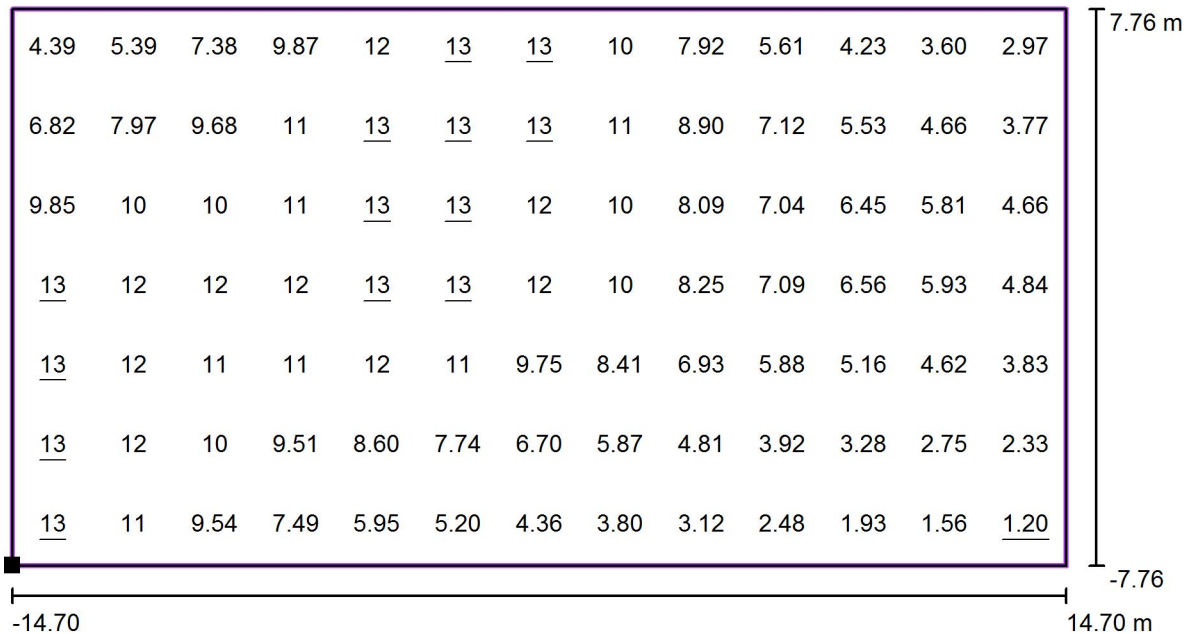 7.76 m
4.39 5.39 7.38 9.87 12 13 13 10 7.92 5.61 4.23 3.60 2.97
6.82 7.97 9.68 11 13 13 13 11 8.90 7.12 5.53 4.66 3.77
9.85 10 10 11 13 13 12 10 8.09 7.04 6.45 5.81 4.66
13 12 12 12 13 13 12 10 8.25 7.09 6.56 5.93 4.84
13 12 11 11 12 11 9.75 8.41 6.93 5.88 5.16 4.62 3.83
13 12 10 9.51 8.60 7.74 6.70 5.87 4.81 3.92 3.28 2.75 2.33
13 11 9.54 7.49 5.95 5.20 4.36 3.80 3.12 2.48 1.93 1.56 1.20
-7.76
-14.70 14.70 m